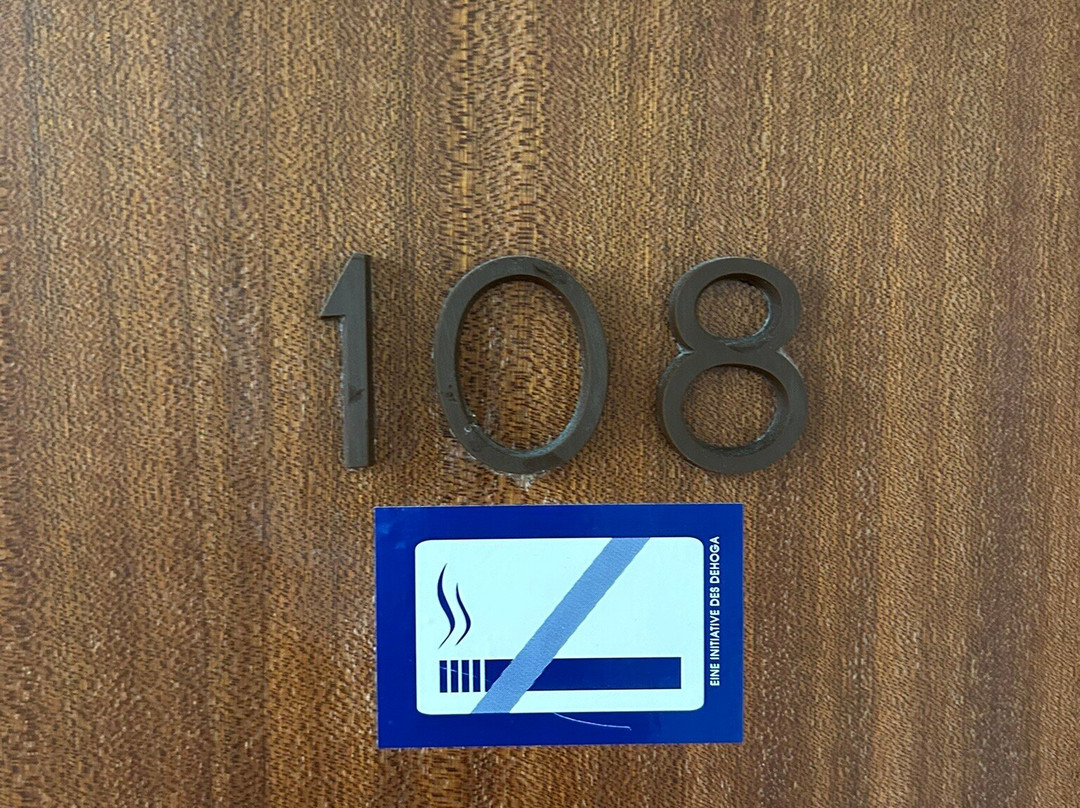 108
EINE INITIATIVE DES DEHOGA